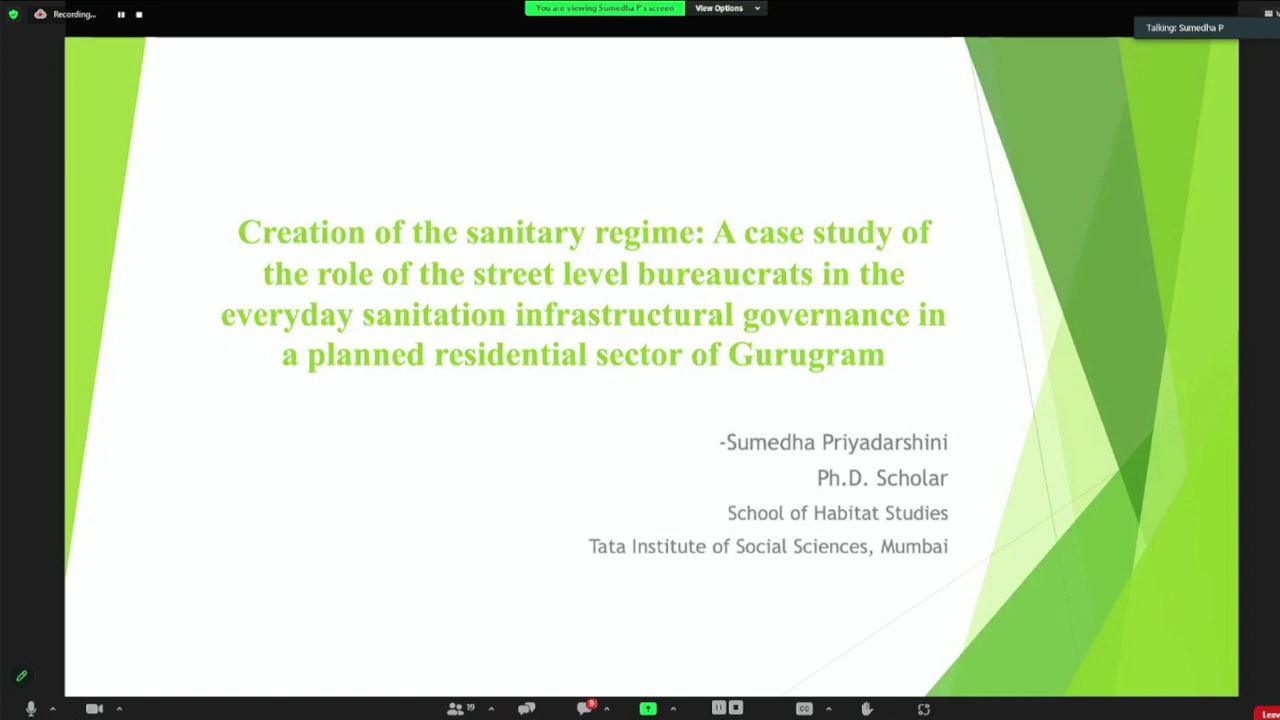 Recording...
You are viewing Sumedha P's screen
View Options
Talking: Sumedha P
Creation of the sanitary regime: A case study of
the role of the street level bureaucrats in the
everyday sanitation infrastructural governance in
a planned residential sector of Gurugram
-Sumedha Priyadarshini
Ph.D. Scholar
School of Habitat Studies
Tata Institute of Social Sciences, Mumbai
19
9
CC